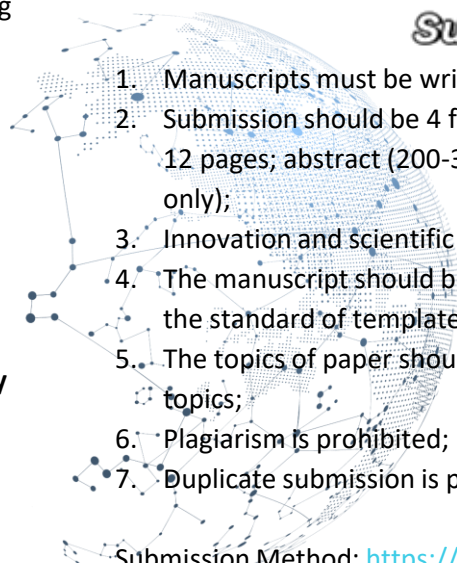 g
Su
1. Manuscripts must be wri
2. Submission should be 4 f
12 pages; abstract (200-3
only);
3. Innovation and scientific
4. The manuscript should b
the standard of template
5. The topics of paper shou
y
topics;
6. Plagiarism is prohibited;
7. Duplicate submission is p
Submission Method: https://